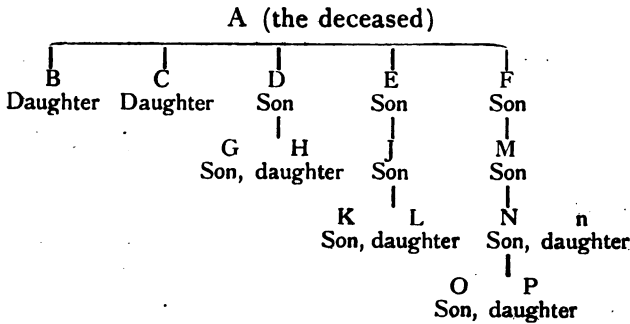 A (the deceased)
B C D E F
Daughter Daughter Son Son Son
G H J M
Son, daughter Son Son
K L N n
Son, daughter Son, daughter
O P
Son, daughter